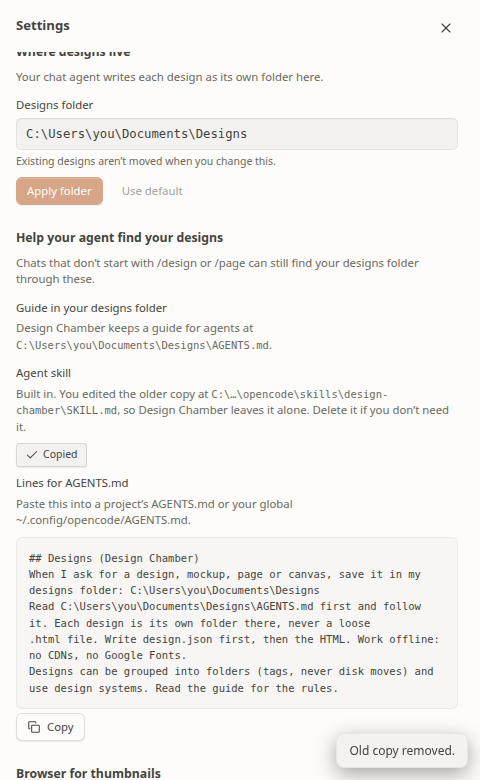 Settings
Where designs live
Your chat agent writes each design as its own folder here.
Designs folder
C:\Users\you\Documents\Designs
Existing designs aren't moved when you change this.
Apply folder
Use default
Help your agent find your designs
Chats that don't start with /design or /page can still find your designs folder
through these.
Guide in your designs folder
Design Chamber keeps a guide for agents at
C:\Users\you\Documents\Designs\AGENTS.md.
Agent skill
Built in. You edited the older copy at C:\…\opencode\skills\design-
chamber\SKILL.md, so Design Chamber leaves it alone. Delete it if you don't need
it.
Copied
Lines for AGENTS.md
Paste this into a project's AGENTS.md or your global
~/.config/opencode/AGENTS.md.
## Designs (Design Chamber)
When I ask for a design, mockup, page or canvas, save it in my
designs folder: C:\Users\you\Documents\Designs
Read C:\Users\you\Documents\Designs\AGENTS.md first and follow
it. Each design is its own folder there, never a loose
.html file. Write design.json first, then the HTML. Work offline:
no CDNs, no Google Fonts.
Designs can be grouped into folders (tags, never disk moves) and
use design systems. Read the guide for the rules.
Copy
Old copy removed.
Browser for thumbnails